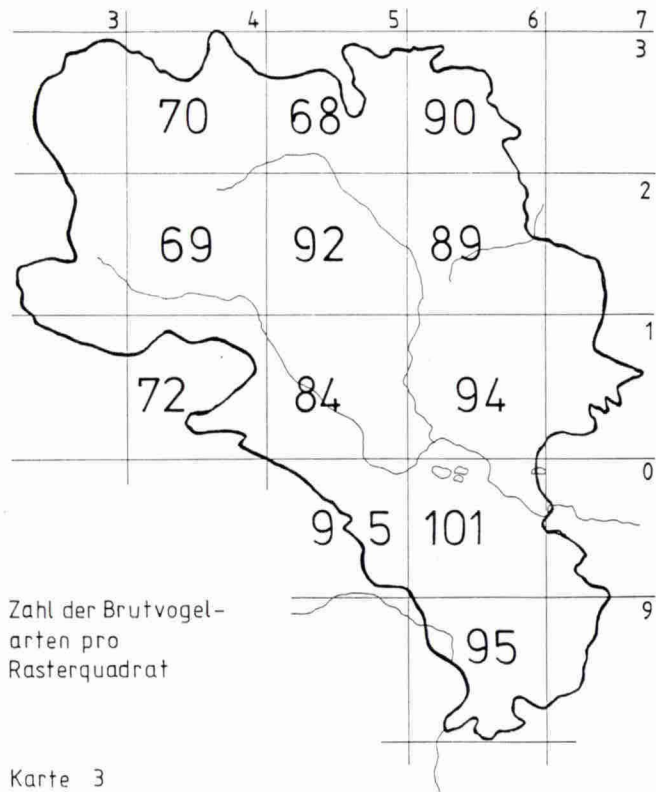 3 4 5 6 7
3
70 68 90
2
69 92 89
1
72 84 94
0
9 5 101
9
95
Zahl der Brutvogel-
arten pro
Rasterquadrat
Karte 3